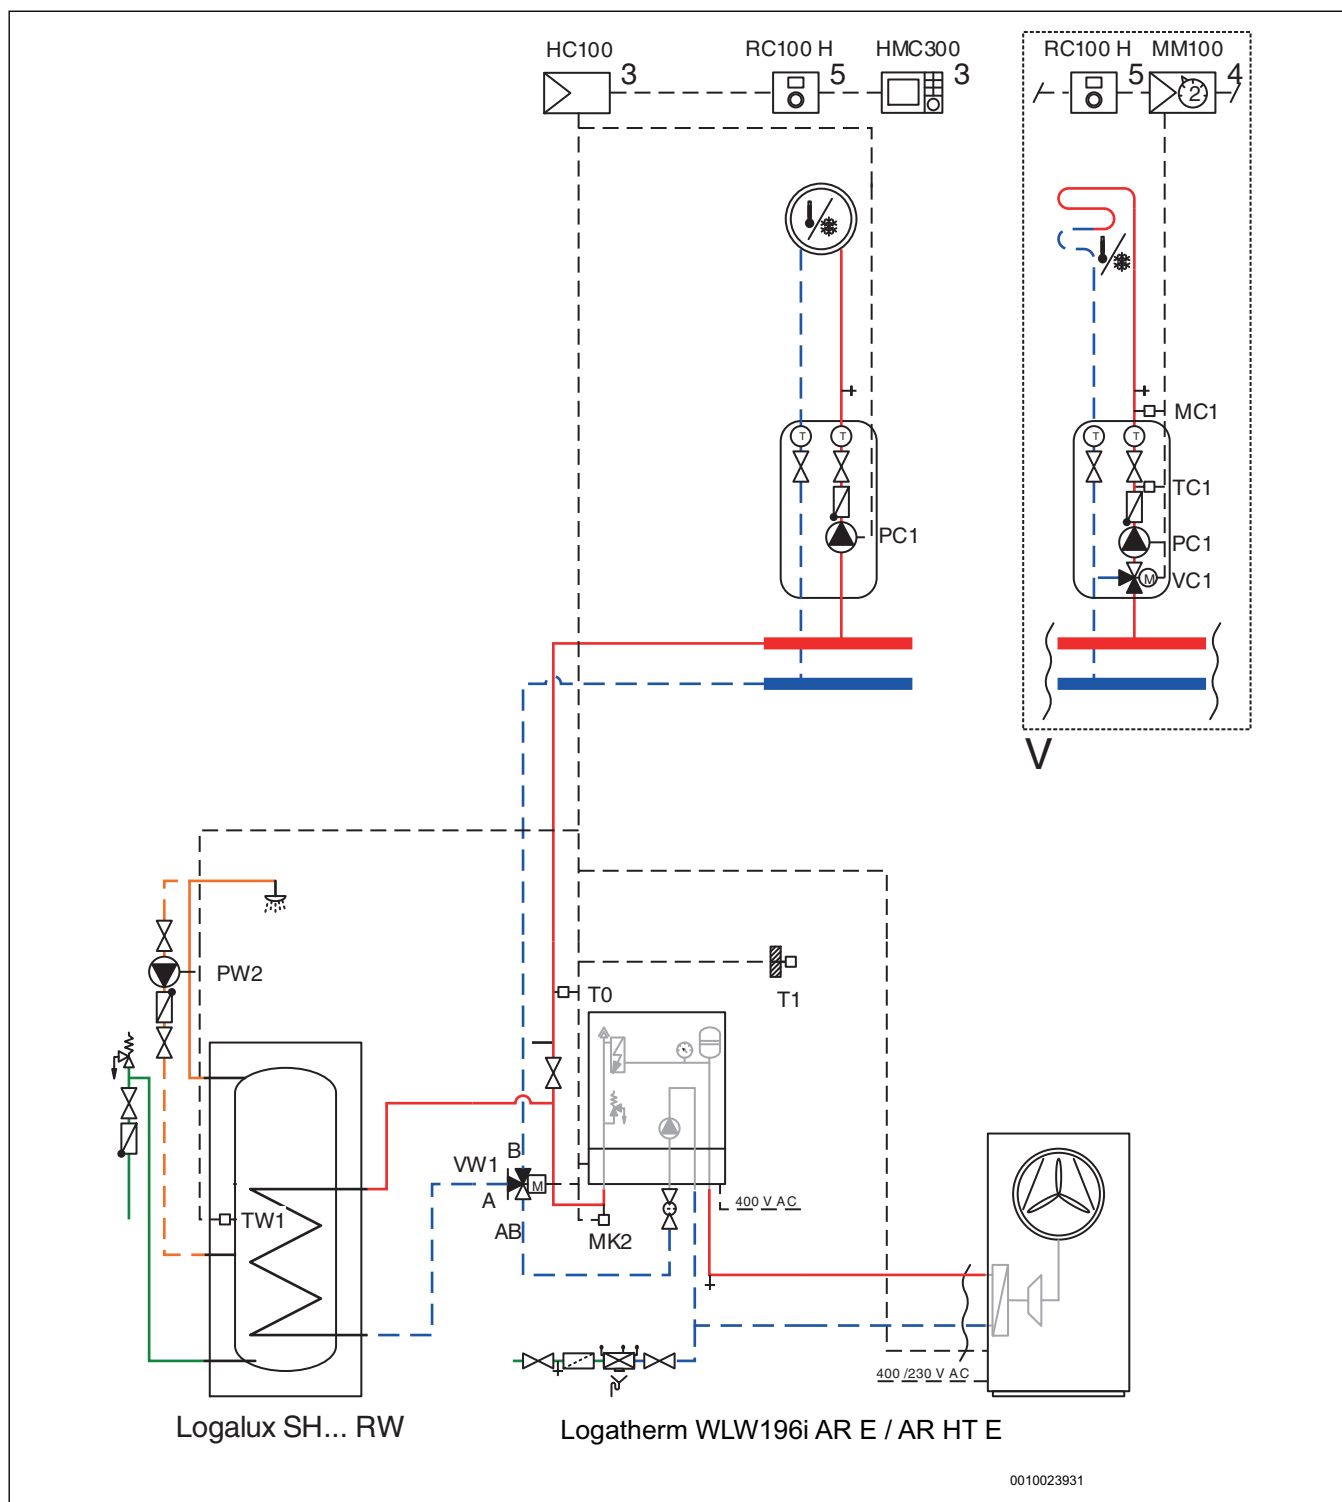 HC100
RC100 H
HMC300
RC100 H
MM100
3
5
3
5
2
4
MC1
T
T
T
T
TC1
PC1
PC1
M
VC1
V
PW2
T0
T1
B
VW1
M
A
400 V AC
TW1
AB
MK2
400 /230 V AC
Logalux SH... RW
Logatherm WLW196i AR E / AR HT E
0010023931